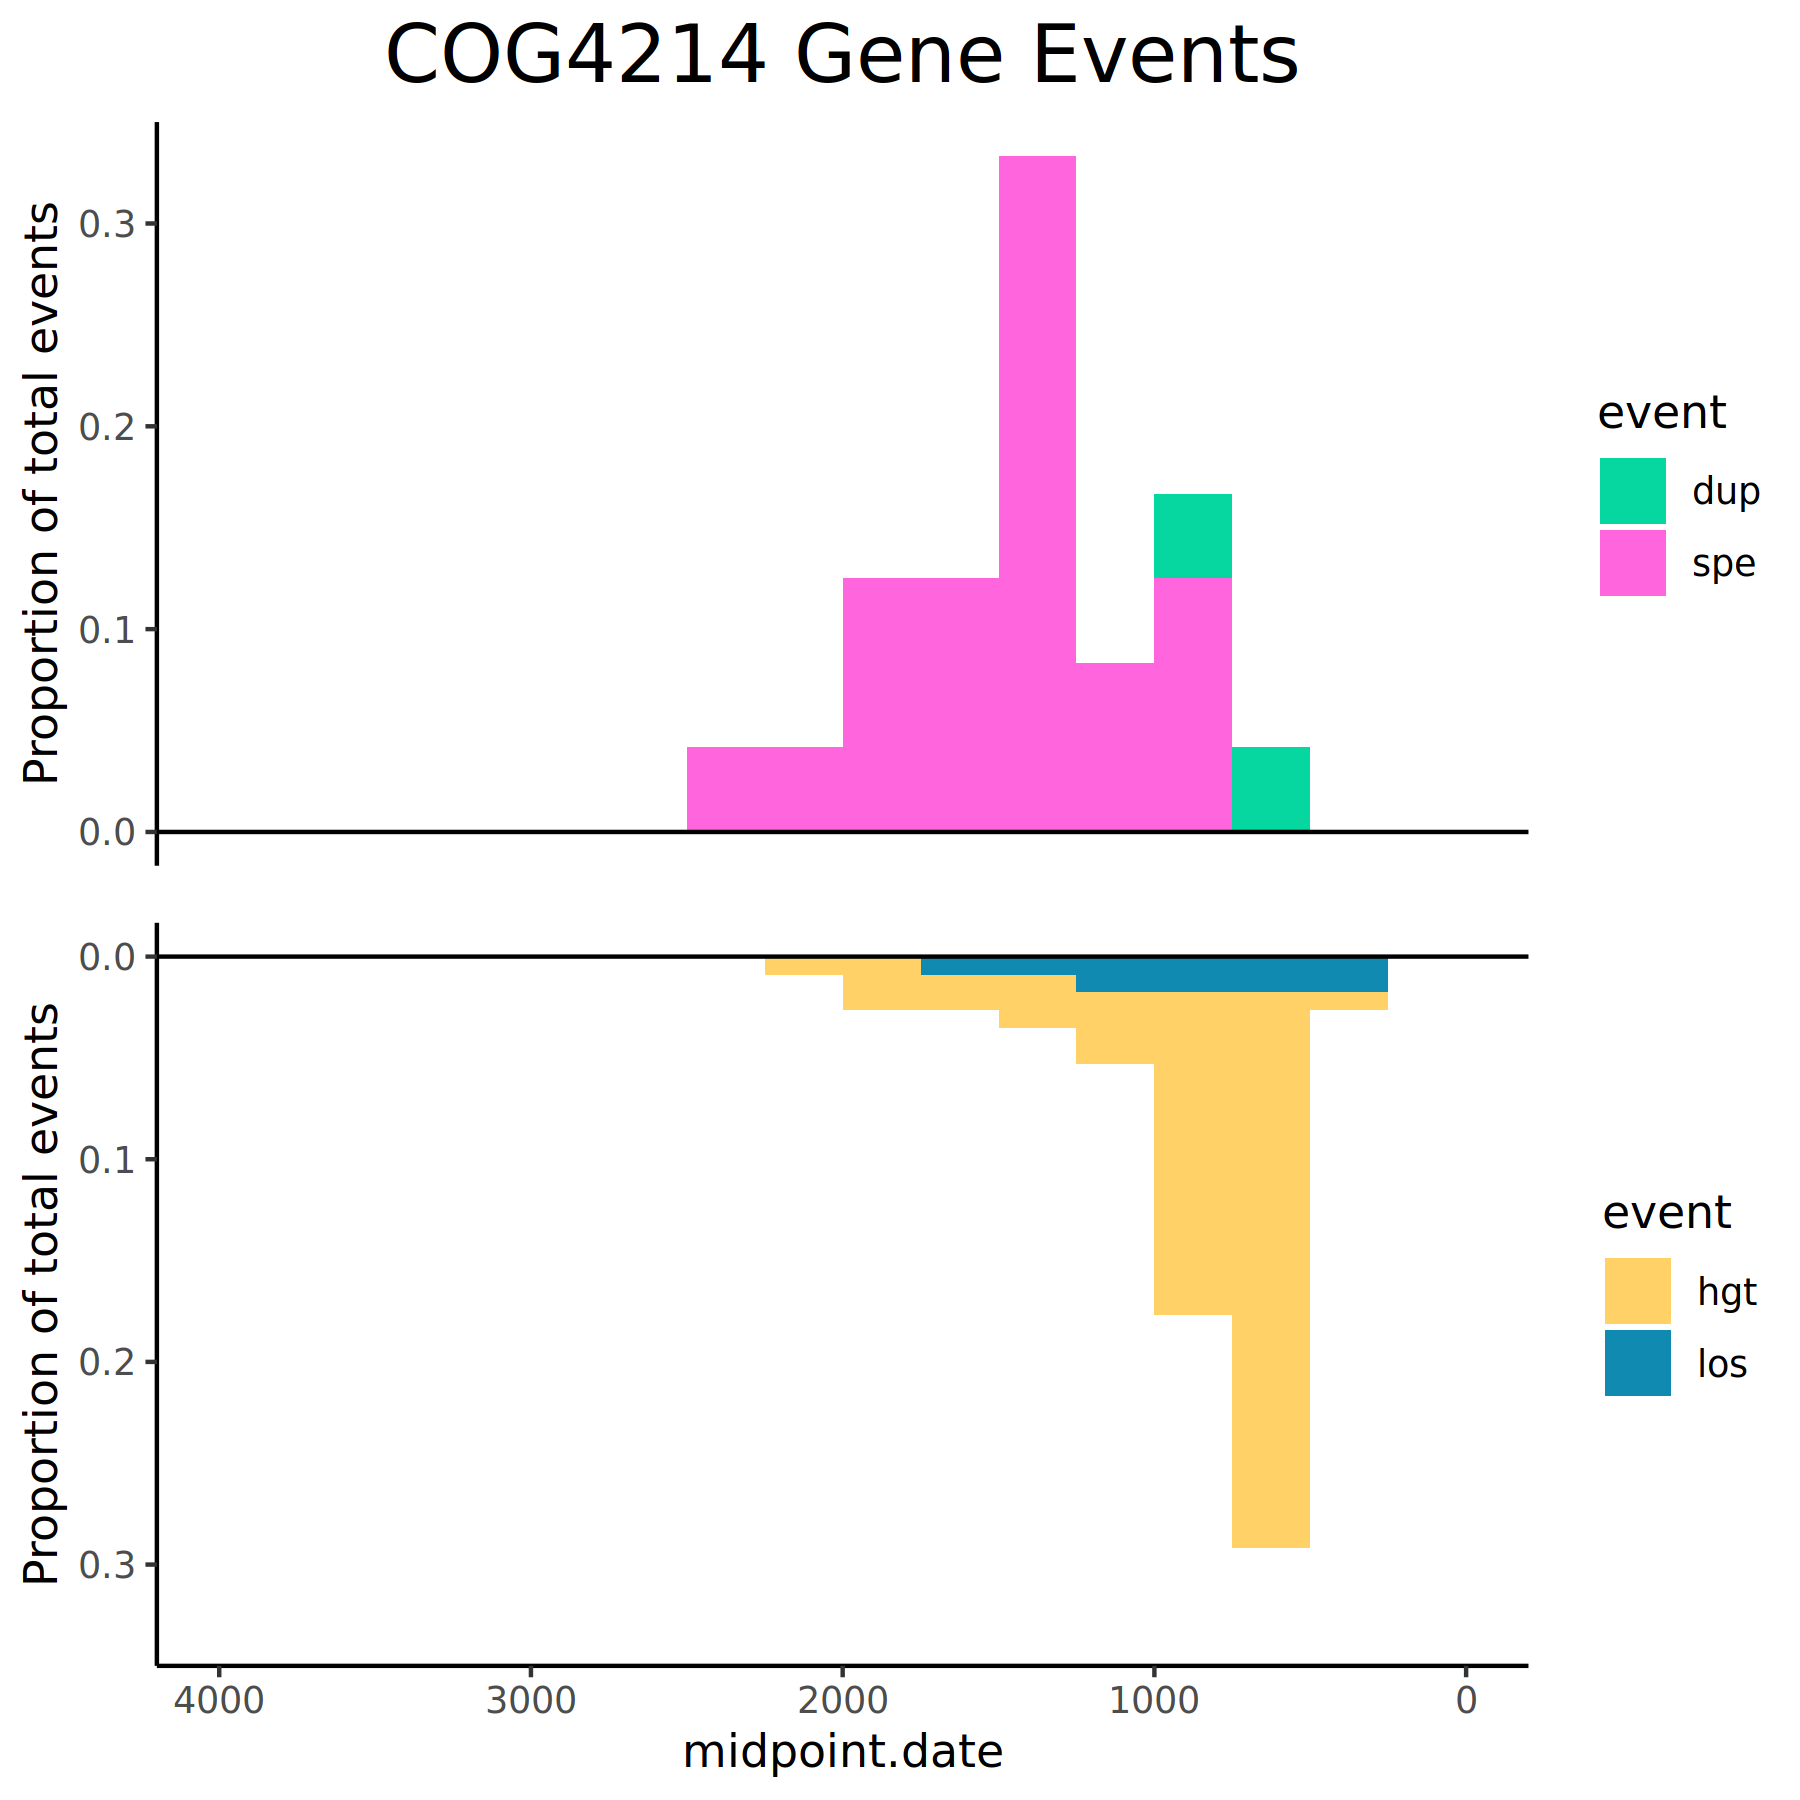 COG4214 Gene Events
Proportion of total events
0.3
0.2
0.1
0.0
event
dup
spe
Proportion of total events
0.0
0.1
0.2
0.3
event
hgt
los
4000 3000 2000 1000 0
midpoint.date